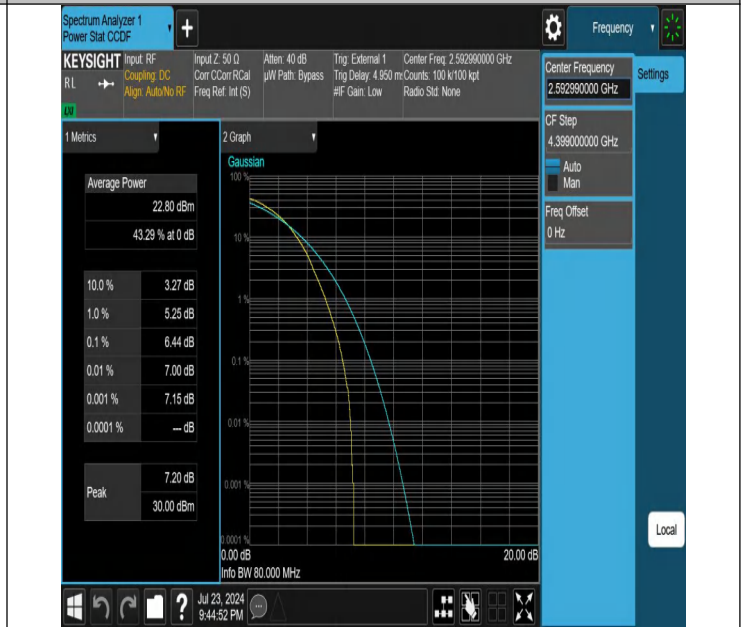 Spectrum Analyzer 1
Power Stat CCDF
+
Frequency
KEYSIGHT
RL
Input: RF
Coupling: DC
Align: Auto/No RF
Input Z: 50 Ω
Corr CCorr RCal
Freq Ref: Int (S)
Atten: 40 dB
µW Path: Bypass
Trig: External 1
Trig Delay: 4.950 ms
#IF Gain: Low
Center Freq: 2.592990000 GHz
Counts: 100 k/100 kpt
Radio Std: None
Center Frequency
2.592990000 GHz
Settings
CF Step
4.399000000 GHz
Auto
Man
Freq Offset
0 Hz
1 Metrics
Average Power
22.80 dBm
43.29 % at 0 dB
10.0 % 3.27 dB
1.0 % 5.25 dB
0.1 % 6.44 dB
0.01 % 7.00 dB
0.001 % 7.15 dB
0.0001 % --- dB
Peak
7.20 dB
30.00 dBm
2 Graph
Gaussian
100 %
10 %
1 %
0.1 %
0.01 %
0.001 %
0.0001 %
0.00 dB 20.00 dB
Info BW 80.000 MHz
Local
?
Jul 23, 2024
9:44:52 PM